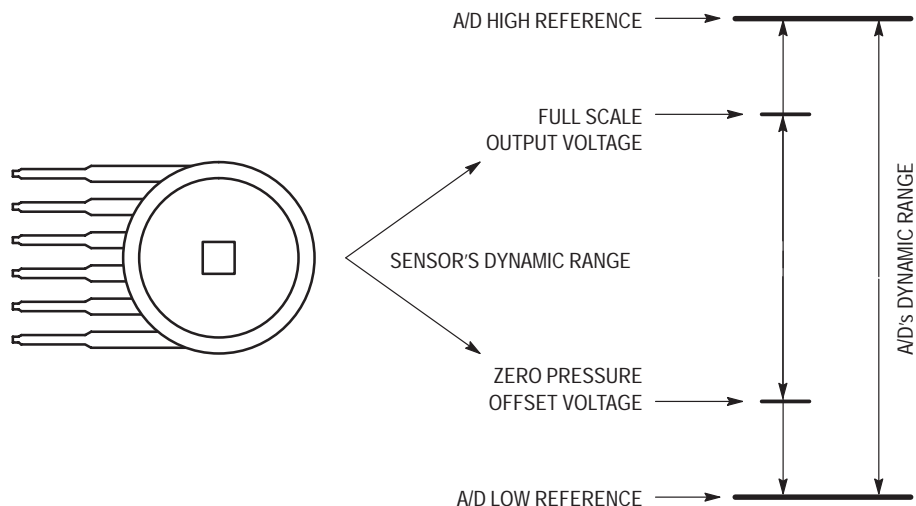 A/D HIGH REFERENCE
FULL SCALE
OUTPUT VOLTAGE
SENSOR'S DYNAMIC RANGE
ZERO PRESSURE
OFFSET VOLTAGE
A/D LOW REFERENCE
A/D's DYNAMIC RANGE